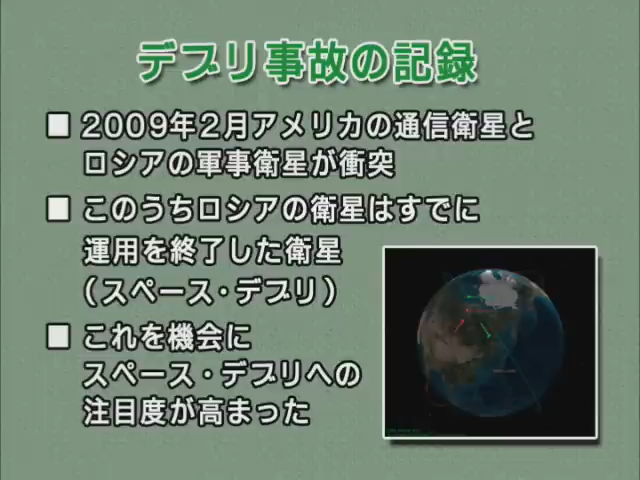 デブリ事故の記録
■ 2009年2月アメリカの通信衛星と
ロシアの軍事衛星が衝突
■ このうちロシアの衛星はすでに
運用を終了した衛星
（スペース・デブリ）
■ これを機会に
スペース・デブリへの
注目度が高まった